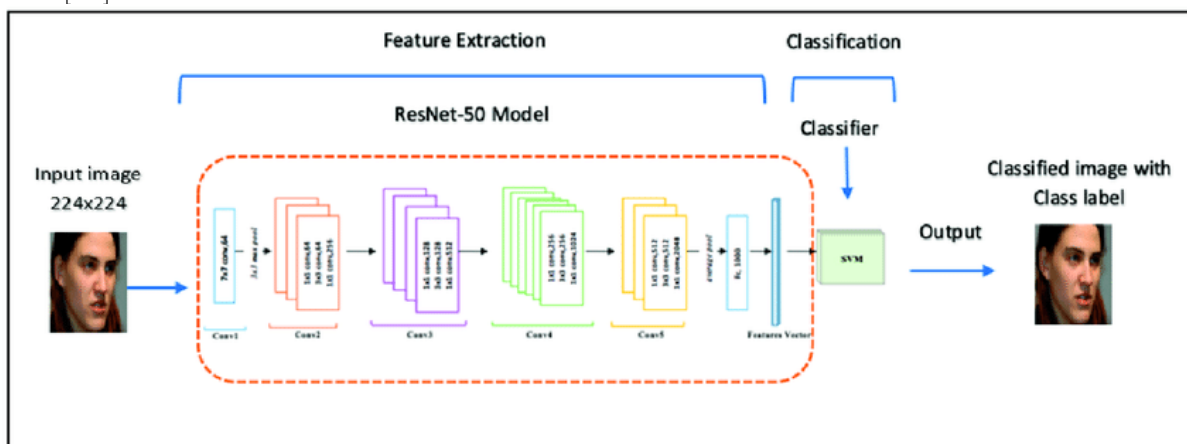 Feature Extraction
Classification
ResNet-50 Model
Classifier
Input image
224x224
Classified image with
Class label
Output
7x7 conv,64
3x3 max pool
1x1 conv,64
3x3 conv,64
1x1 conv,256
1x1 conv,128
3x3 conv,128
1x1 conv,512
1x1 conv,256
3x3 conv,256
1x1 conv,1024
1x1 conv,512
3x3 conv,512
1x1 conv,2048
average pool
fc, 1000
SVM
Conv1
Conv2
Conv3
Conv4
Conv5
Features Vector